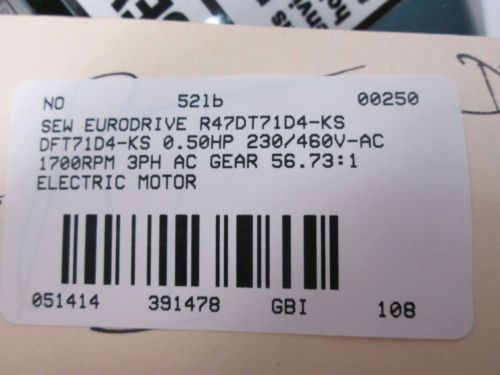 NO 52lb 00250
SEW EURODRIVE R47DT71D4-KS
DFT71D4-KS 0.50HP 230/460V-AC
1700RPM 3PH AC GEAR 56.73:1
ELECTRIC MOTOR
051414 391478 GBI 108